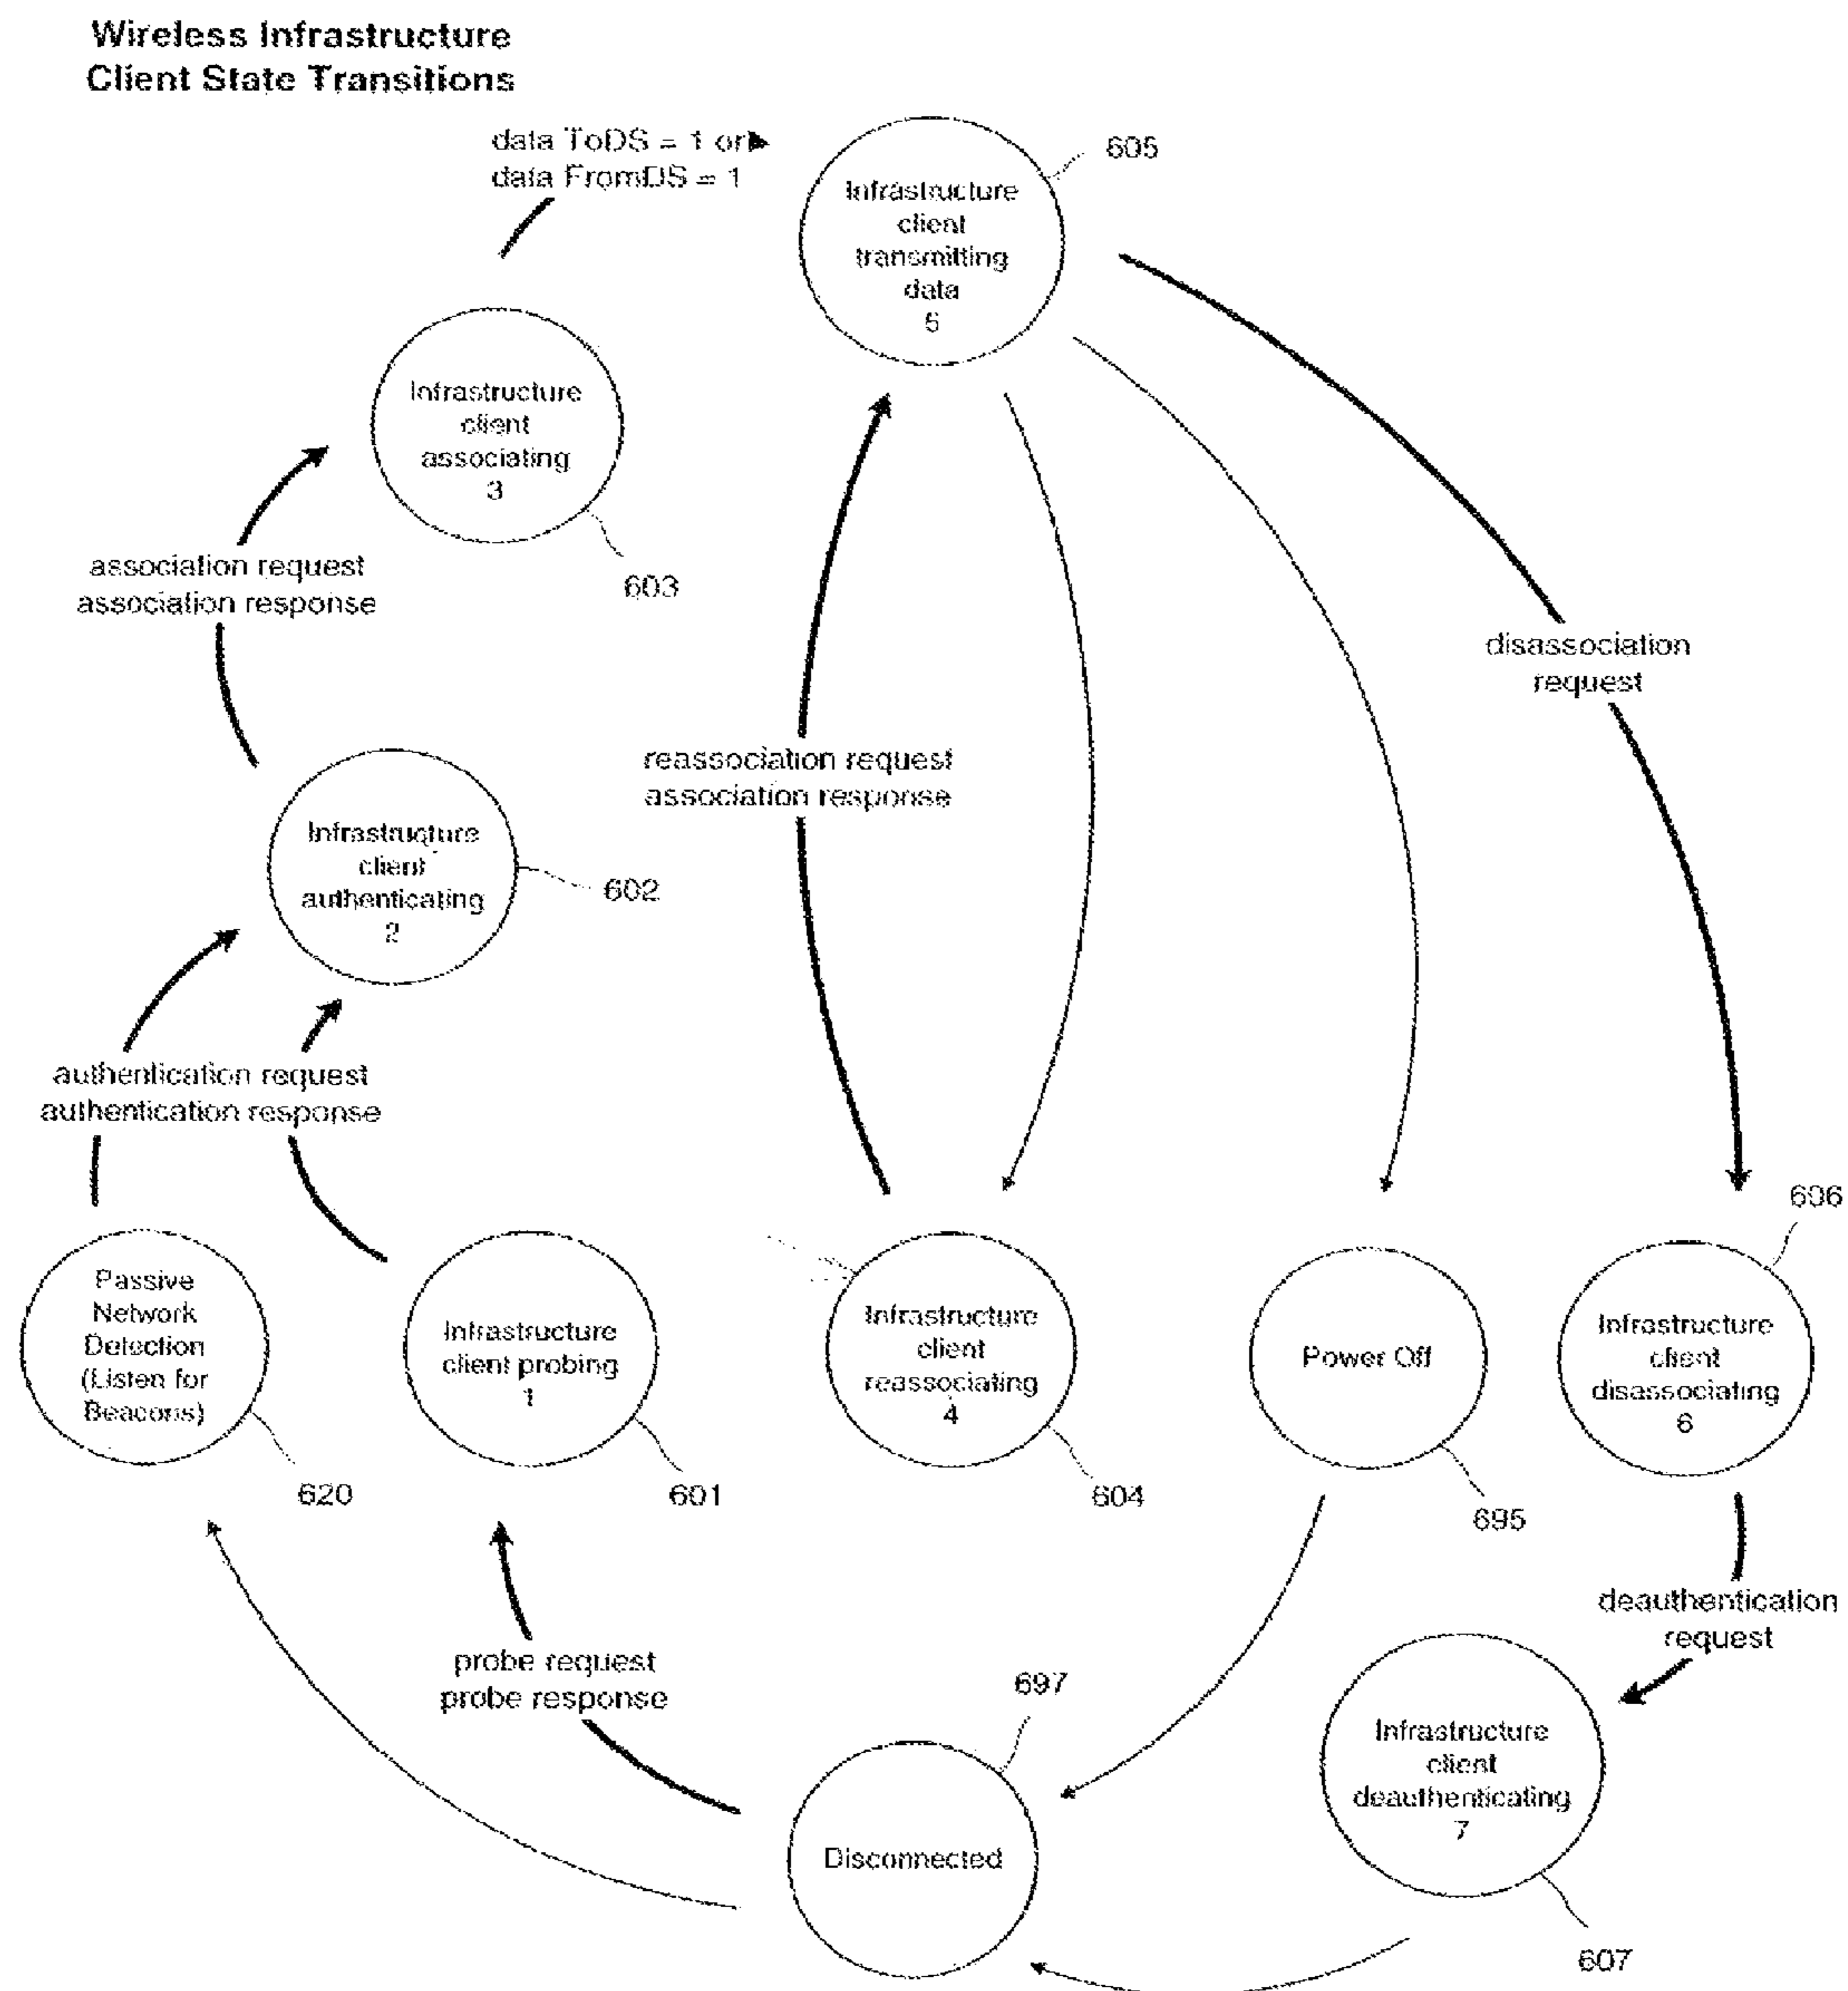 Wireless Infrastructure
Client State Transitions
data ToDS = 1 or
data FromDS = 1
605
Infrastructure
client
transmitting
data
5
Infrastructure
client
associating
3
603
association request
association response
disassociation
request
reassociation request
association response
Infrastructure
client
authenticating
2
602
authentication request
authentication response
606
Passive
Network
Detection
(Listen for
Beacons)
620
Infrastructure
client probing
1
601
Infrastructure
client
reassociating
4
604
Power Off
695
Infrastructure
client
disassociating
6
deauthentication
request
probe request
probe response
697
Disconnected
Infrastructure
client
deauthenticating
7
607